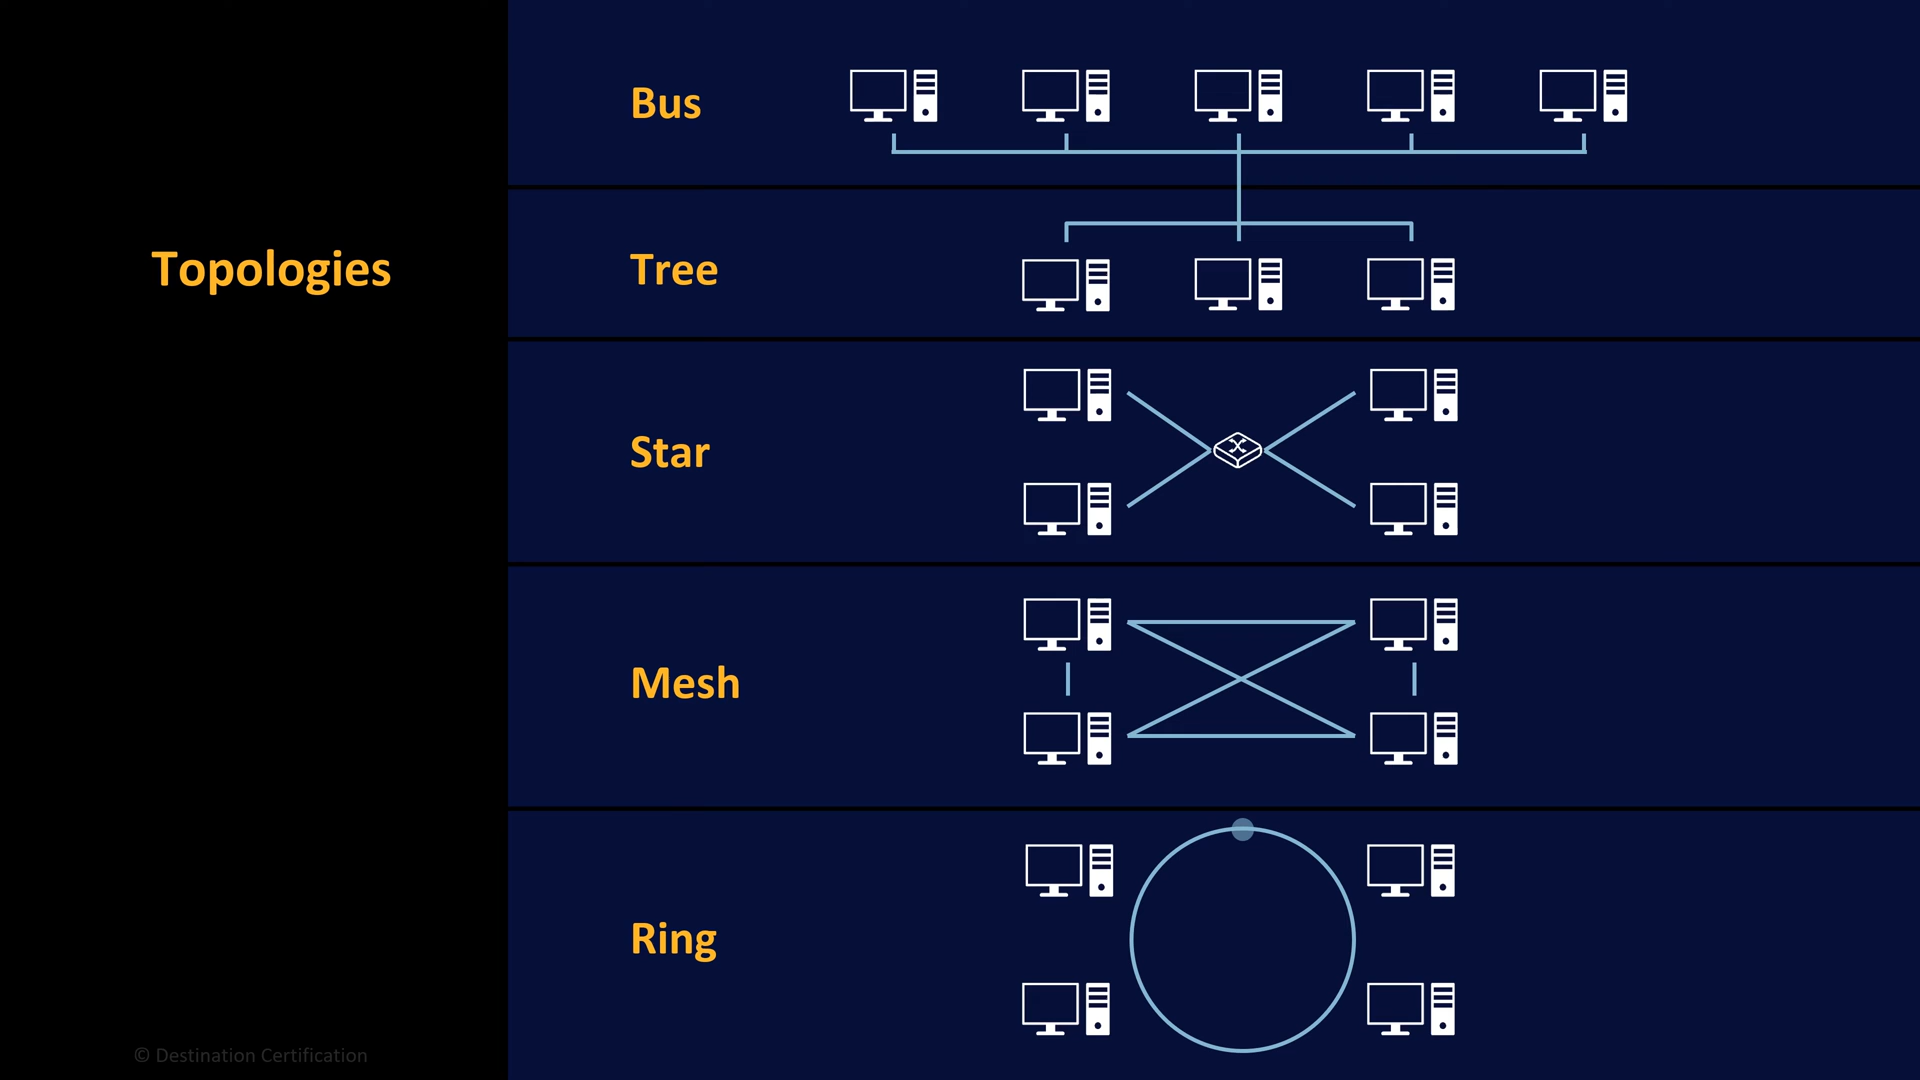 Topologies
Bus
Tree
Star
Mesh
Ring
© Destination Certification